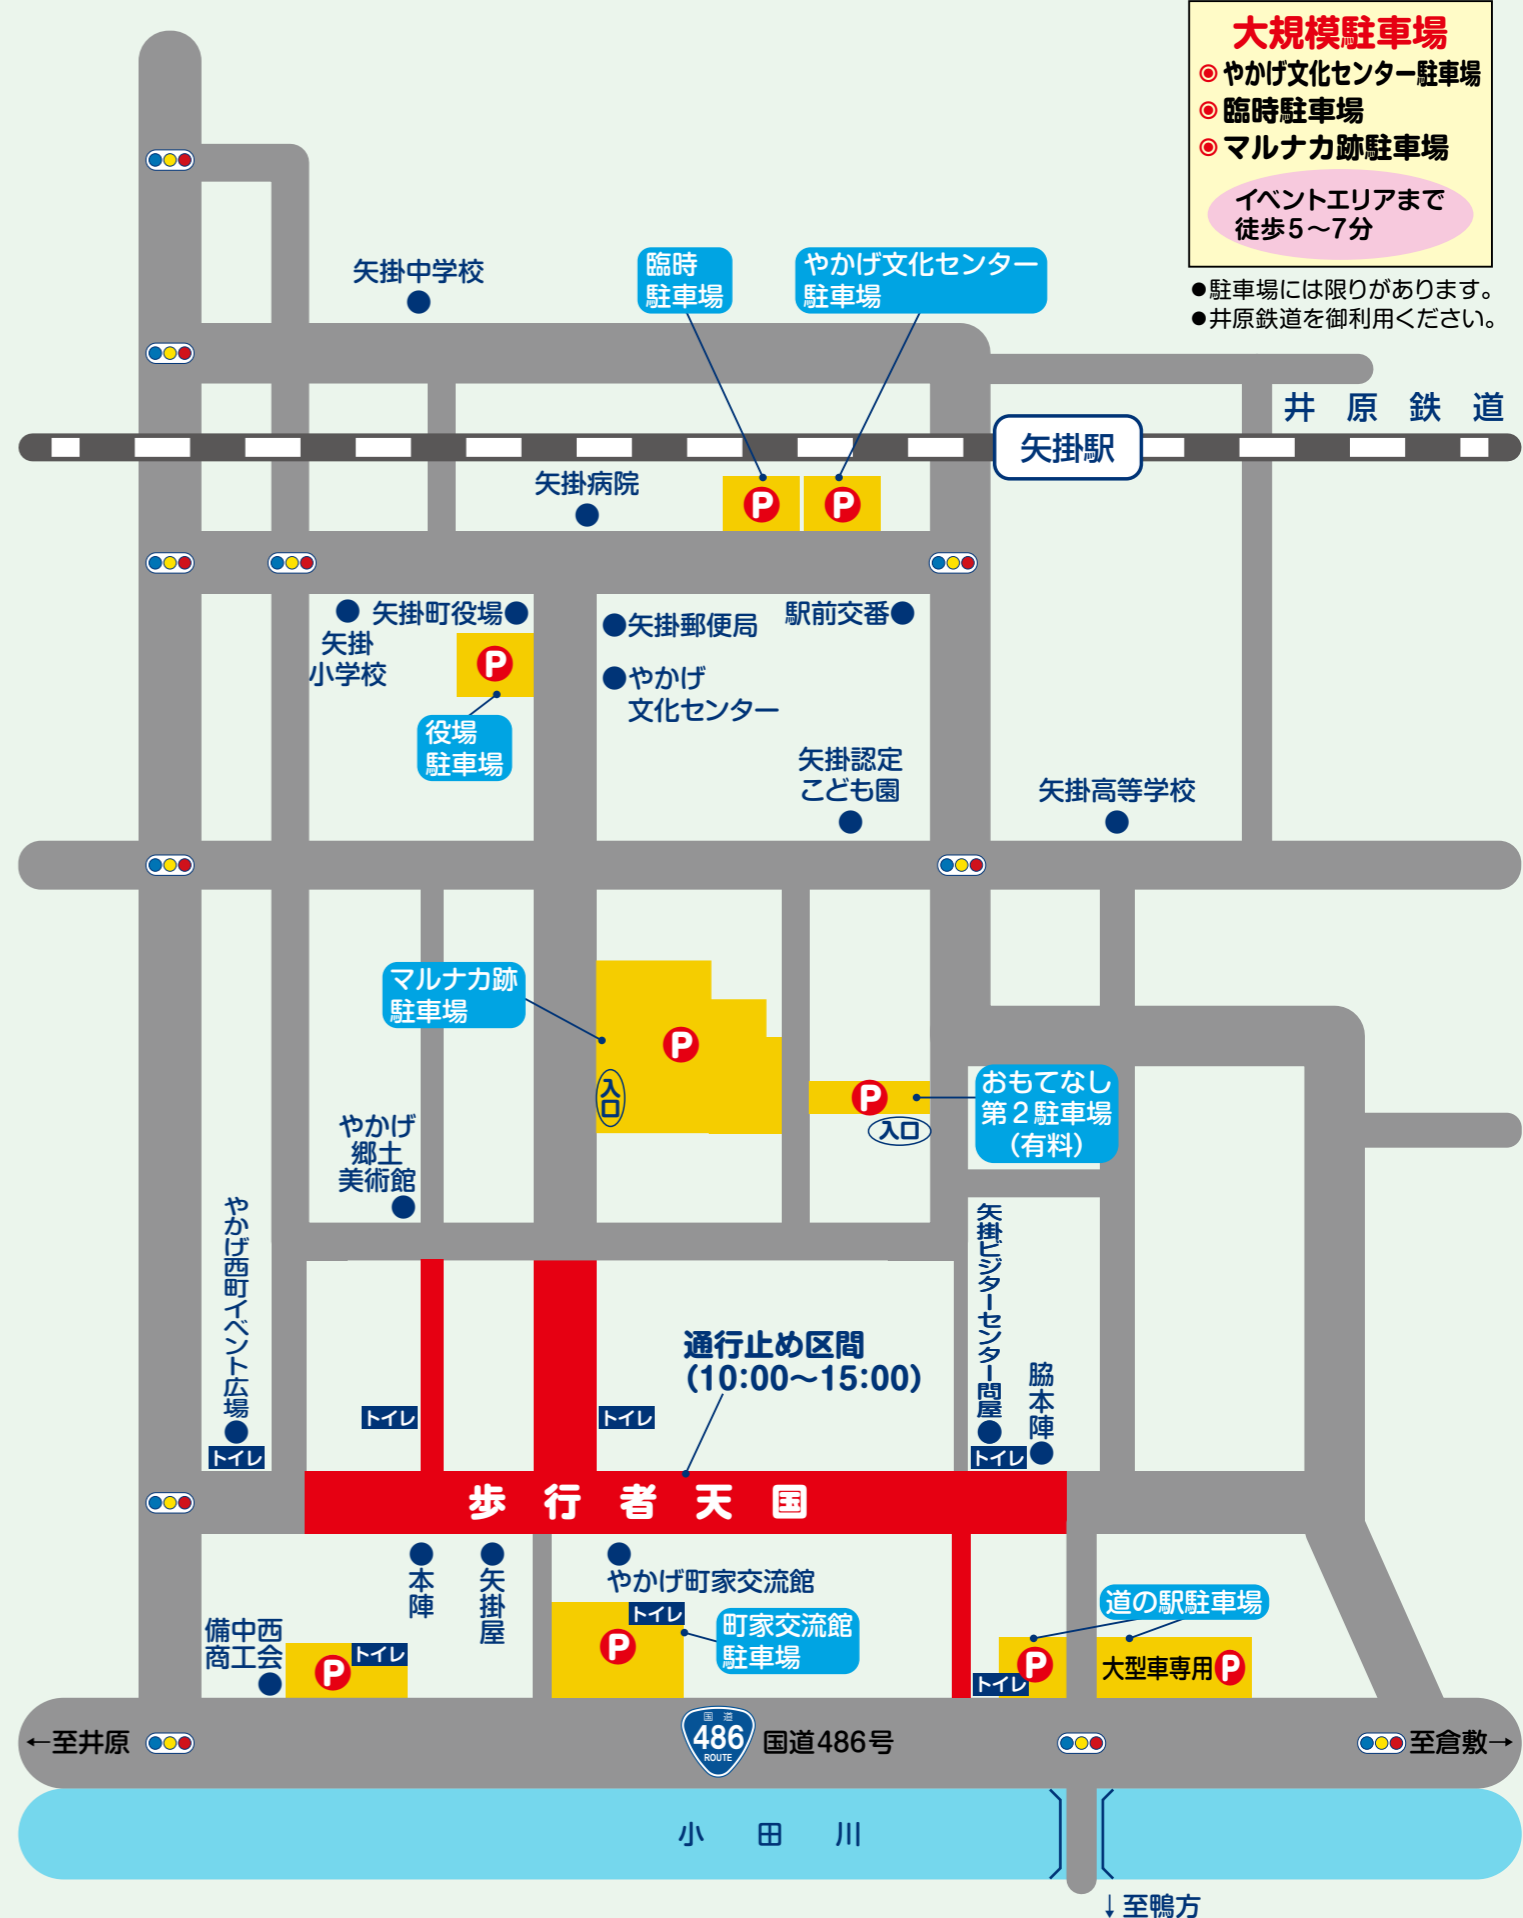 大規模駐車場
◉やかげ文化センター駐車場
◉臨時駐車場
◉マルナカ跡駐車場
イベントエリアまで
徒歩5〜7分
●駐車場には限りがあります。
●井原鉄道を御利用ください。
矢掛中学校
臨時
駐車場
やかげ文化センター
駐車場
井原鉄道
矢掛駅
矢掛病院
P
P
矢掛町役場
矢掛
小学校
P
役場
駐車場
矢掛郵便局
駅前交番
やかげ
文化センター
矢掛認定
こども園
矢掛高等学校
マルナカ跡
駐車場
P
入口
P
入口
おもてなし
第2駐車場
(有料)
やかげ
郷土
美術館
やかげ西町イベント広場
トイレ
トイレ
トイレ
通行止め区間
(10:00〜15:00)
矢掛ビジターセンター問屋
トイレ
脇本陣
歩行者天国
本陣
矢掛屋
やかげ町家交流館
トイレ
P
町家交流館
駐車場
備中西
商工会
P
トイレ
道の駅駐車場
P
トイレ
大型車専用P
←至井原
国道
486
ROUTE
国道486号
至倉敷→
小田川
↓至鴨方